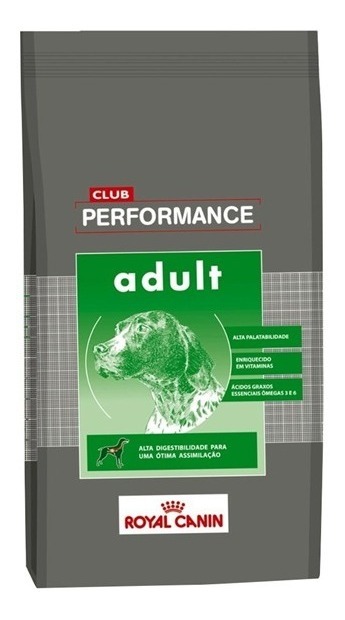 CLUB
PERFORMANCE
adult
ALTA PALATABILIDADE
ENRIQUECIDO
EM VITAMINAS
ÁCIDOS GRAXOS
ESSENCIAIS ÔMEGAS 3 E 6
ALTA DIGESTIBILIDADE PARA
UMA ÓTIMA ASSIMILAÇÃO
ROYAL CANIN